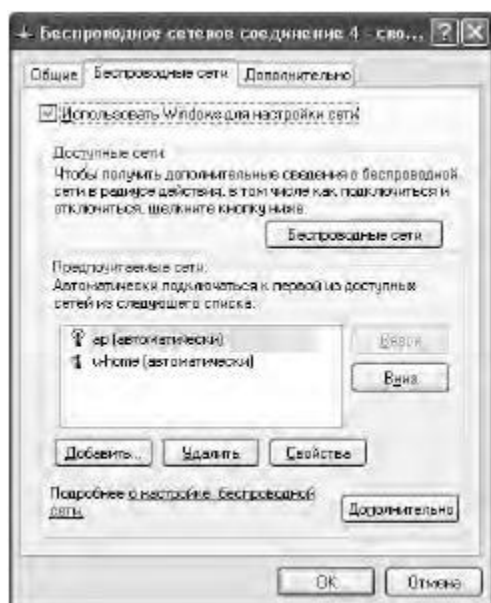 Беспроводное сетевое соединение 4 - сво...
Общие Беспроводные сети Дополнительно
Использовать Windows для настройки сети
Доступные сети:
Чтобы получить дополнительные сведения о беспроводной
сети в радиусе действия, в том числе как подключиться и
отключиться, щелкните кнопку ниже.
Беспроводные сети
Предпочитаемые сети:
Автоматически подключаться к первой из доступных
сетей из следующего списка:
ap (автоматически)
Вверх
v-home (автоматически)
Вниз
Добавить... Удалить Свойства
Подробнее о настройке беспроводной
сети.
Дополнительно
OK Отмена